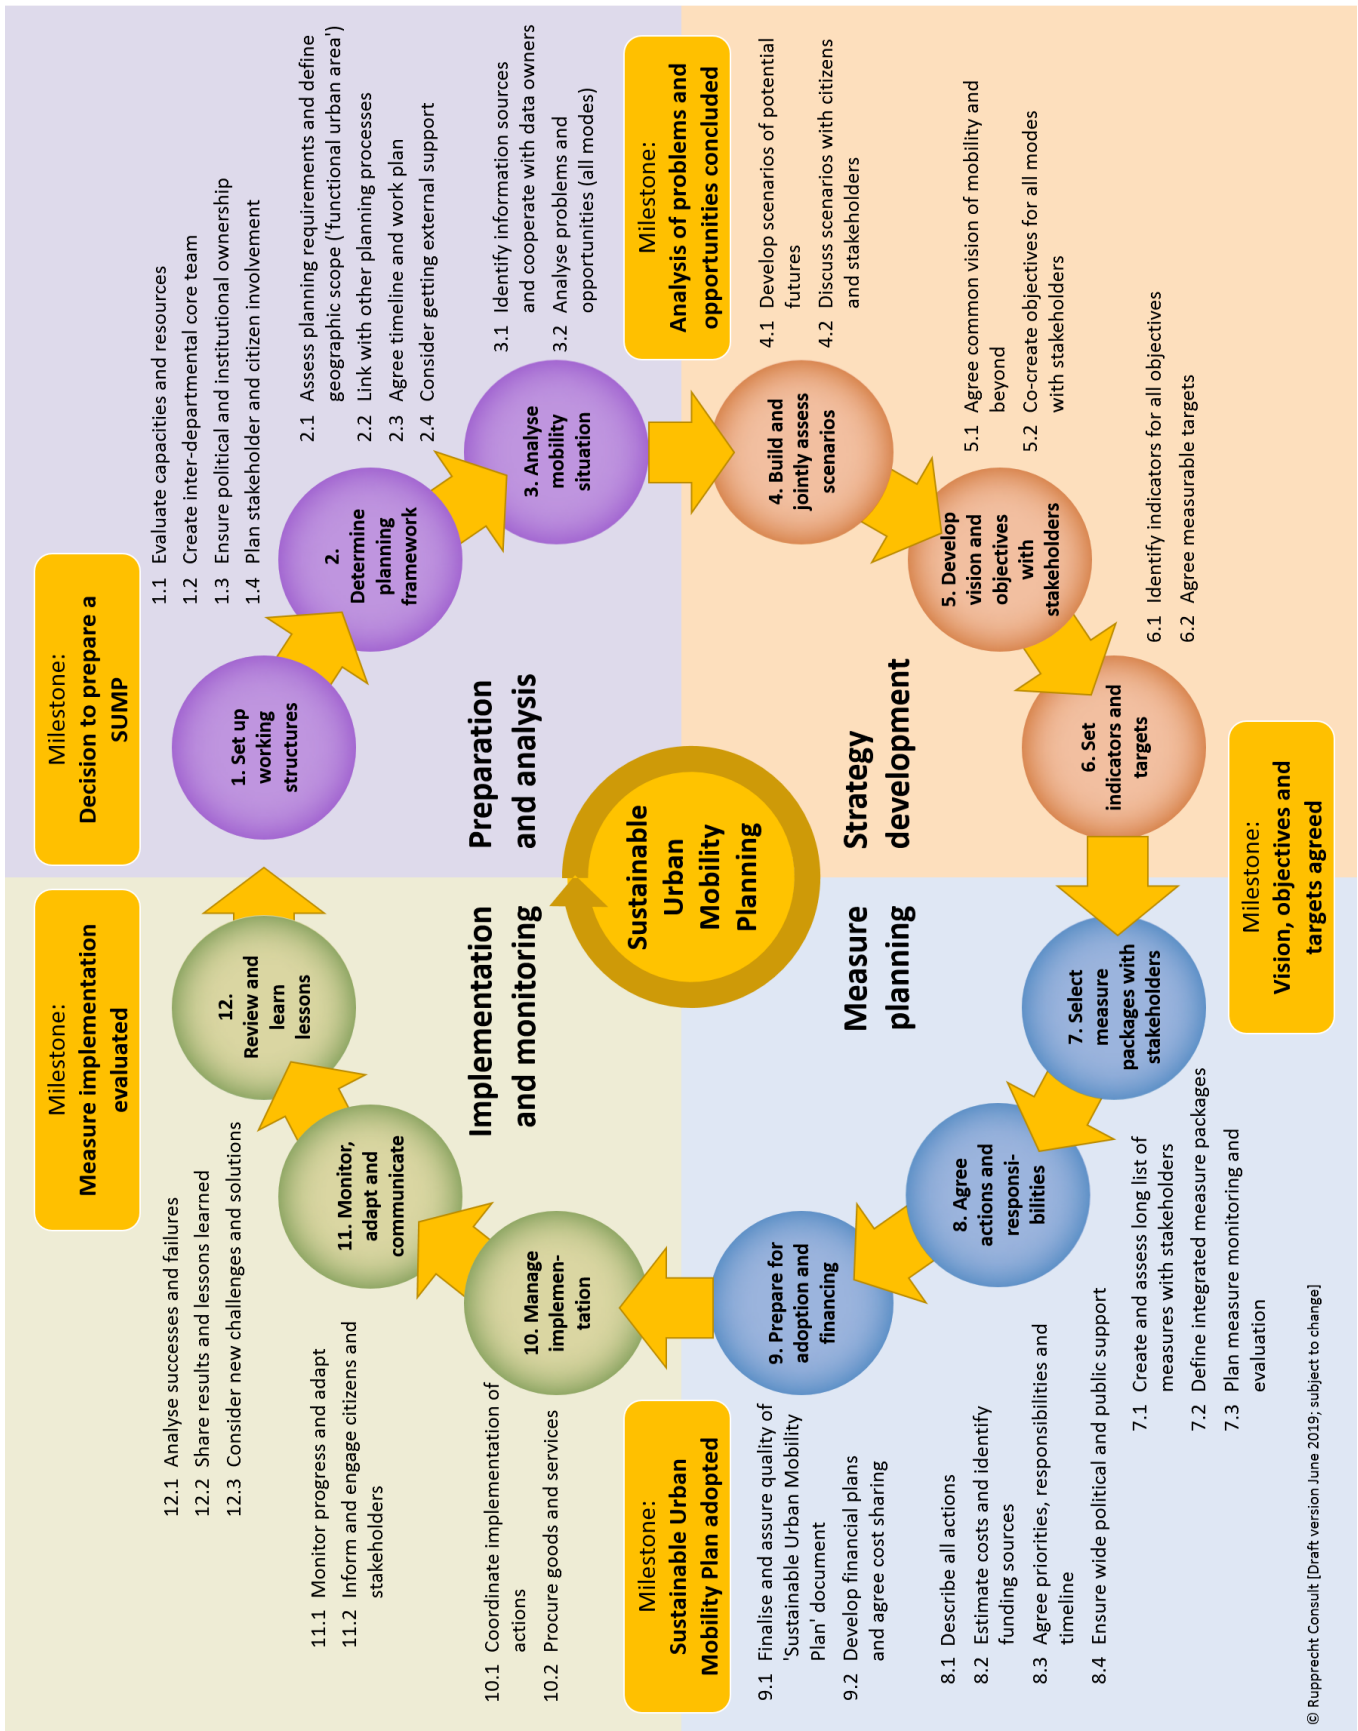 Milestone:
Measure implementation
evaluated
Milestone:
Decision to prepare a
SUMP
1. Set up
working
structures
1.1 Evaluate capacities and resources
1.2 Create inter-departmental core team
1.3 Ensure political and institutional ownership
1.4 Plan stakeholder and citizen involvement
2.
Determine
planning
framework
2.1 Assess planning requirements and define
geographic scope ('functional urban area')
2.2 Link with other planning processes
2.3 Agree timeline and work plan
2.4 Consider getting external support
3. Analyse
mobility
situation
3.1 Identify information sources
and cooperate with data owners
3.2 Analyse problems and
opportunities (all modes)
Preparation
and analysis
Milestone:
Analysis of problems and
opportunities concluded
4. Build and
jointly assess
scenarios
4.1 Develop scenarios of potential
futures
4.2 Discuss scenarios with citizens
and stakeholders
5. Develop
vision and
objectives
with
stakeholders
5.1 Agree common vision of mobility and
beyond
5.2 Co-create objectives for all modes
with stakeholders
6. Set
indicators and
targets
6.1 Identify indicators for all objectives
6.2 Agree measurable targets
Strategy
development
Milestone:
Vision, objectives and
targets agreed
7. Select
measure
packages with
stakeholders
7.1 Create and assess long list of
measures with stakeholders
7.2 Define integrated measure packages
7.3 Plan measure monitoring and
evaluation
8. Agree
actions and
responsi-
bilities
8.1 Describe all actions
8.2 Estimate costs and identify
funding sources
8.3 Agree priorities, responsibilities and
timeline
8.4 Ensure wide political and public support
9. Prepare for
adoption and
financing
9.1 Finalise and assure quality of
'Sustainable Urban Mobility
Plan' document
9.2 Develop financial plans
and agree cost sharing
Measure
planning
Milestone:
Sustainable Urban
Mobility Plan adopted
10. Manage
implemen-
tation
10.1 Coordinate implementation of
actions
10.2 Procure goods and services
11. Monitor,
adapt and
communicate
11.1 Monitor progress and adapt
11.2 Inform and engage citizens and
stakeholders
12.
Review and
learn
lessons
12.1 Analyse successes and failures
12.2 Share results and lessons learned
12.3 Consider new challenges and solutions
Implementation
and monitoring
Sustainable
Urban
Mobility
Planning
© Rupprecht Consult [Draft version June 2019; subject to change]